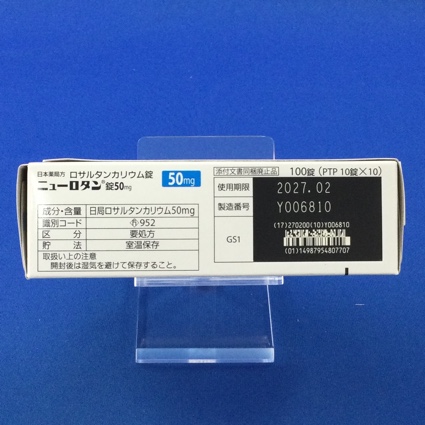 日本薬局方 ロサルタンカリウム錠
ニューロタン®錠50mg
50mg
成分・含量 日局ロサルタンカリウム50mg
識別コード 952
区分 要処方
貯法 室温保存
取扱い上の注意
開封後は湿気を避けて保存すること。
添付文書同梱廃止品
100錠(PTP 10錠×10)
使用期限 2027.02
製造番号 Y006810
GS1
(17)270200(10)Y006810
(01)14987954807707